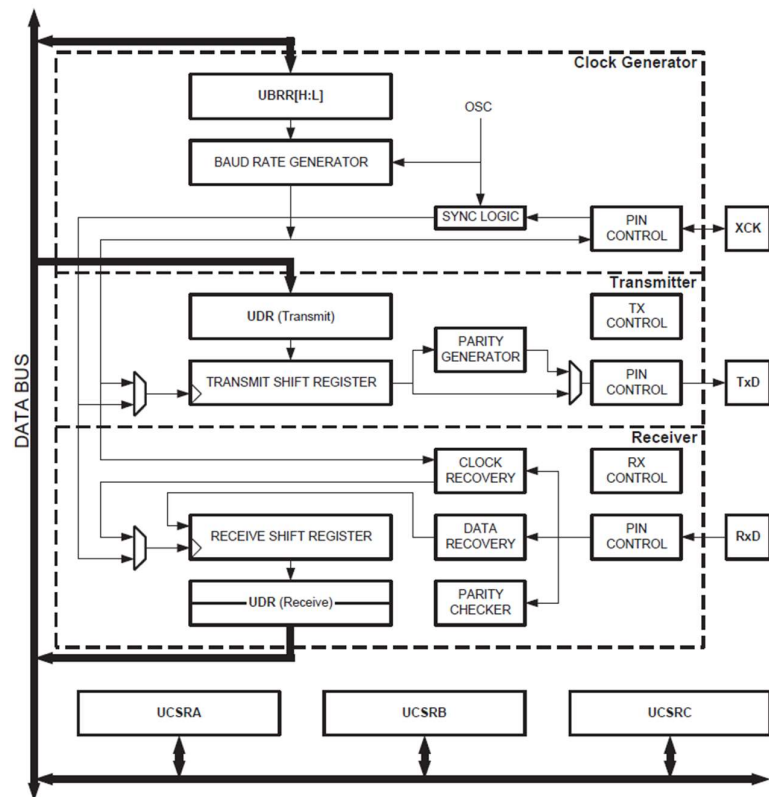 Clock Generator
UBRR[H:L]
OSC
BAUD RATE GENERATOR
SYNC LOGIC
PIN
CONTROL
XCK
Transmitter
UDR (Transmit)
TX
CONTROL
PARITY
GENERATOR
TRANSMIT SHIFT REGISTER
PIN
CONTROL
TxD
DATA BUS
Receiver
CLOCK
RECOVERY
RX
CONTROL
RECEIVE SHIFT REGISTER
DATA
RECOVERY
PIN
CONTROL
RxD
UDR (Receive)
PARITY
CHECKER
UCSRA
UCSRB
UCSRC